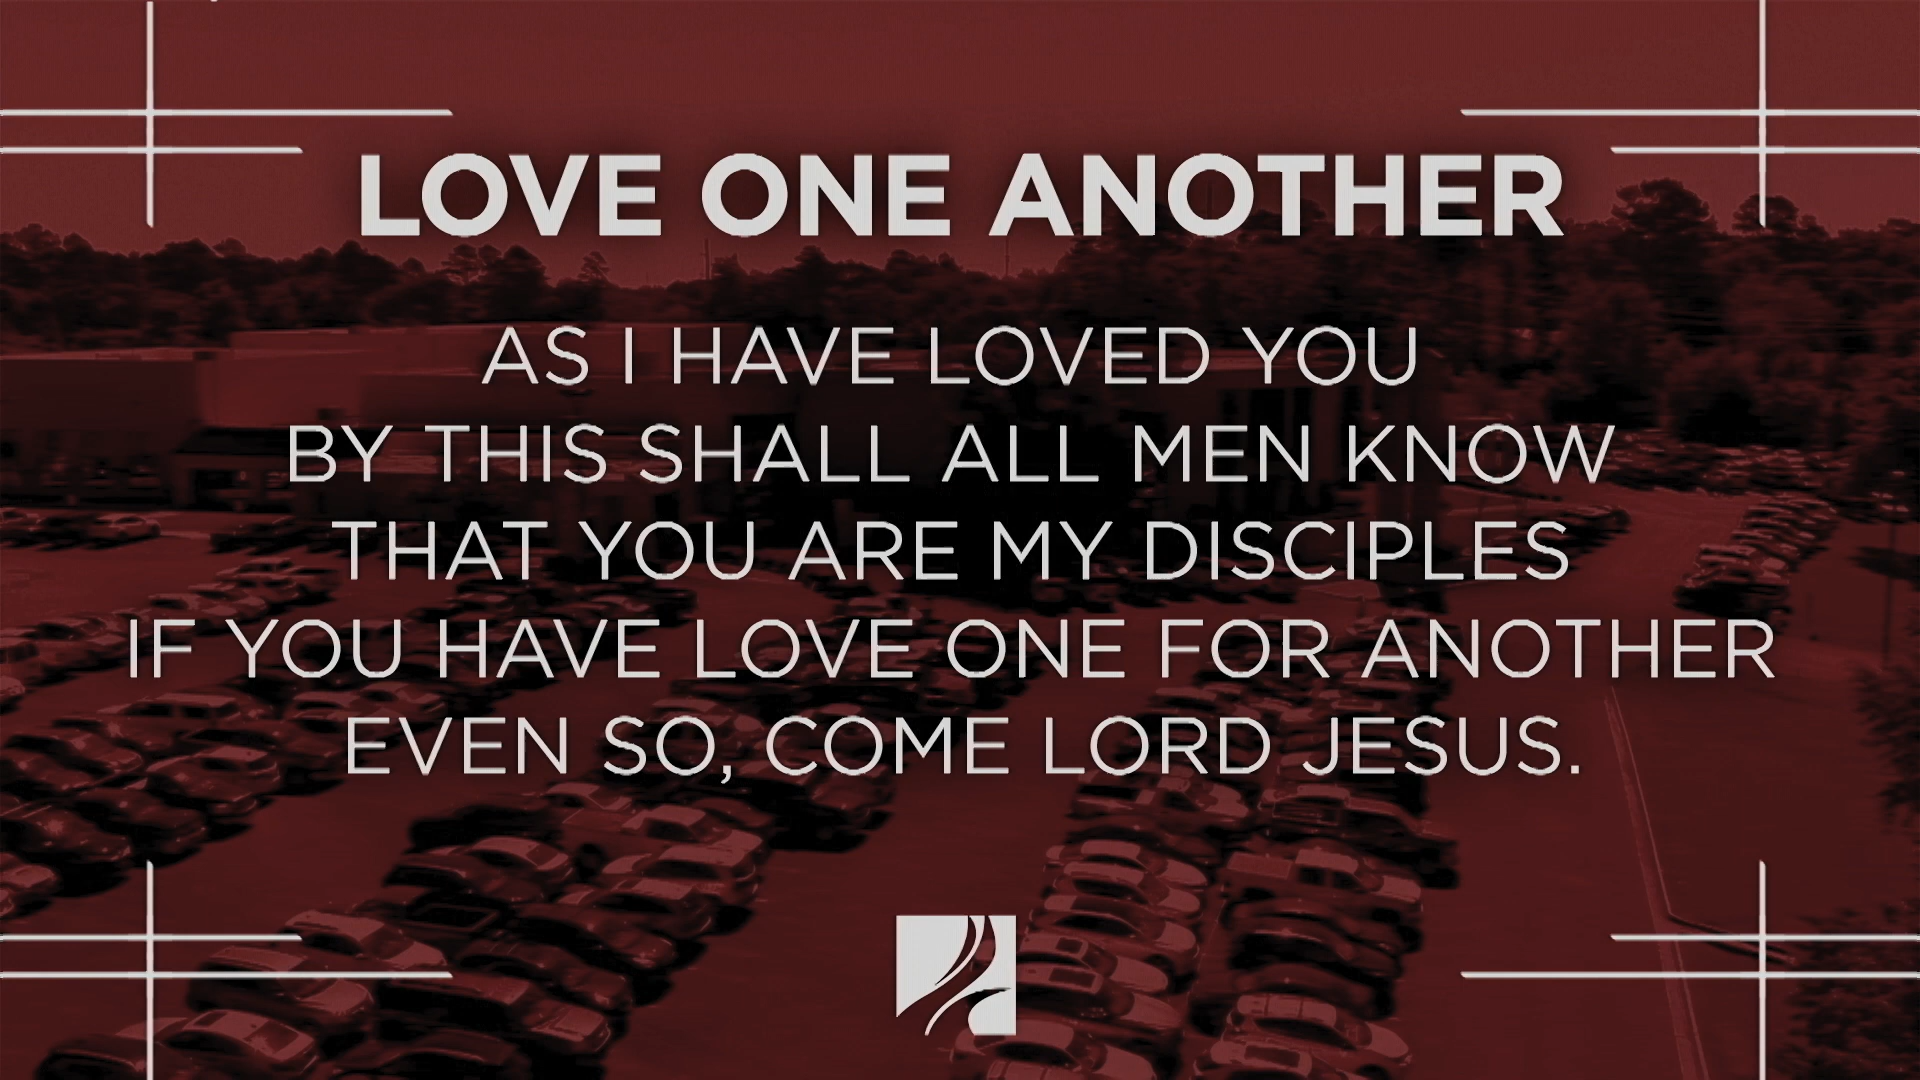 LOVE ONE ANOTHER
AS I HAVE LOVED YOU
BY THIS SHALL ALL MEN KNOW
THAT YOU ARE MY DISCIPLES
IF YOU HAVE LOVE ONE FOR ANOTHER
EVEN SO, COME LORD JESUS.